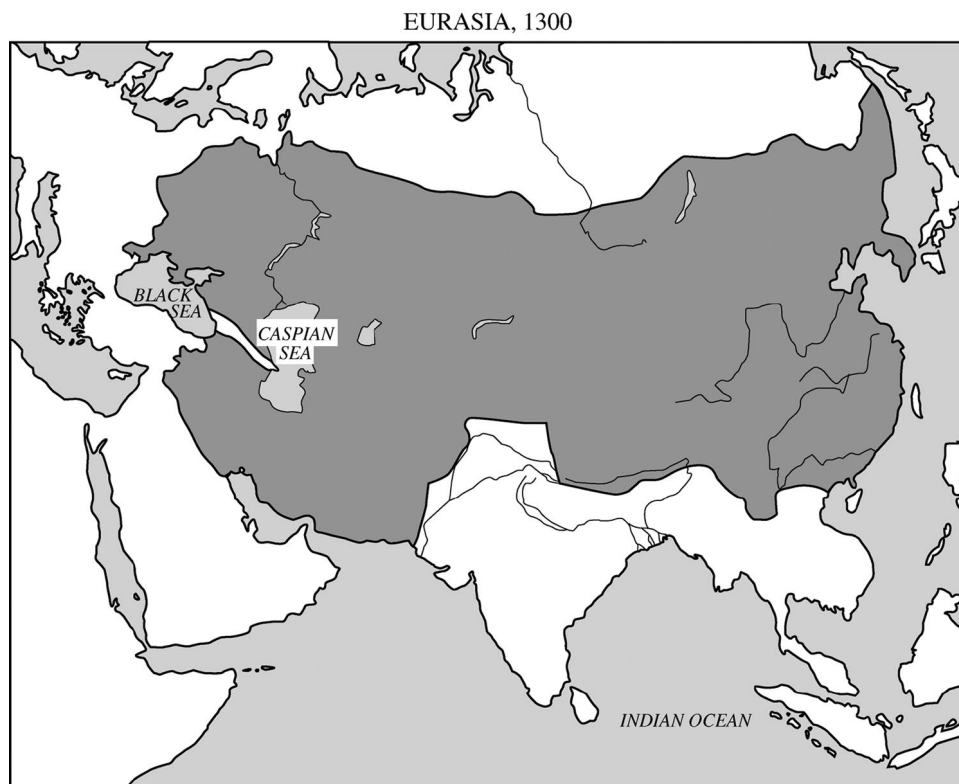 EURASIA, 1300
BLACK
SEA
CASPIAN
SEA
INDIAN OCEAN